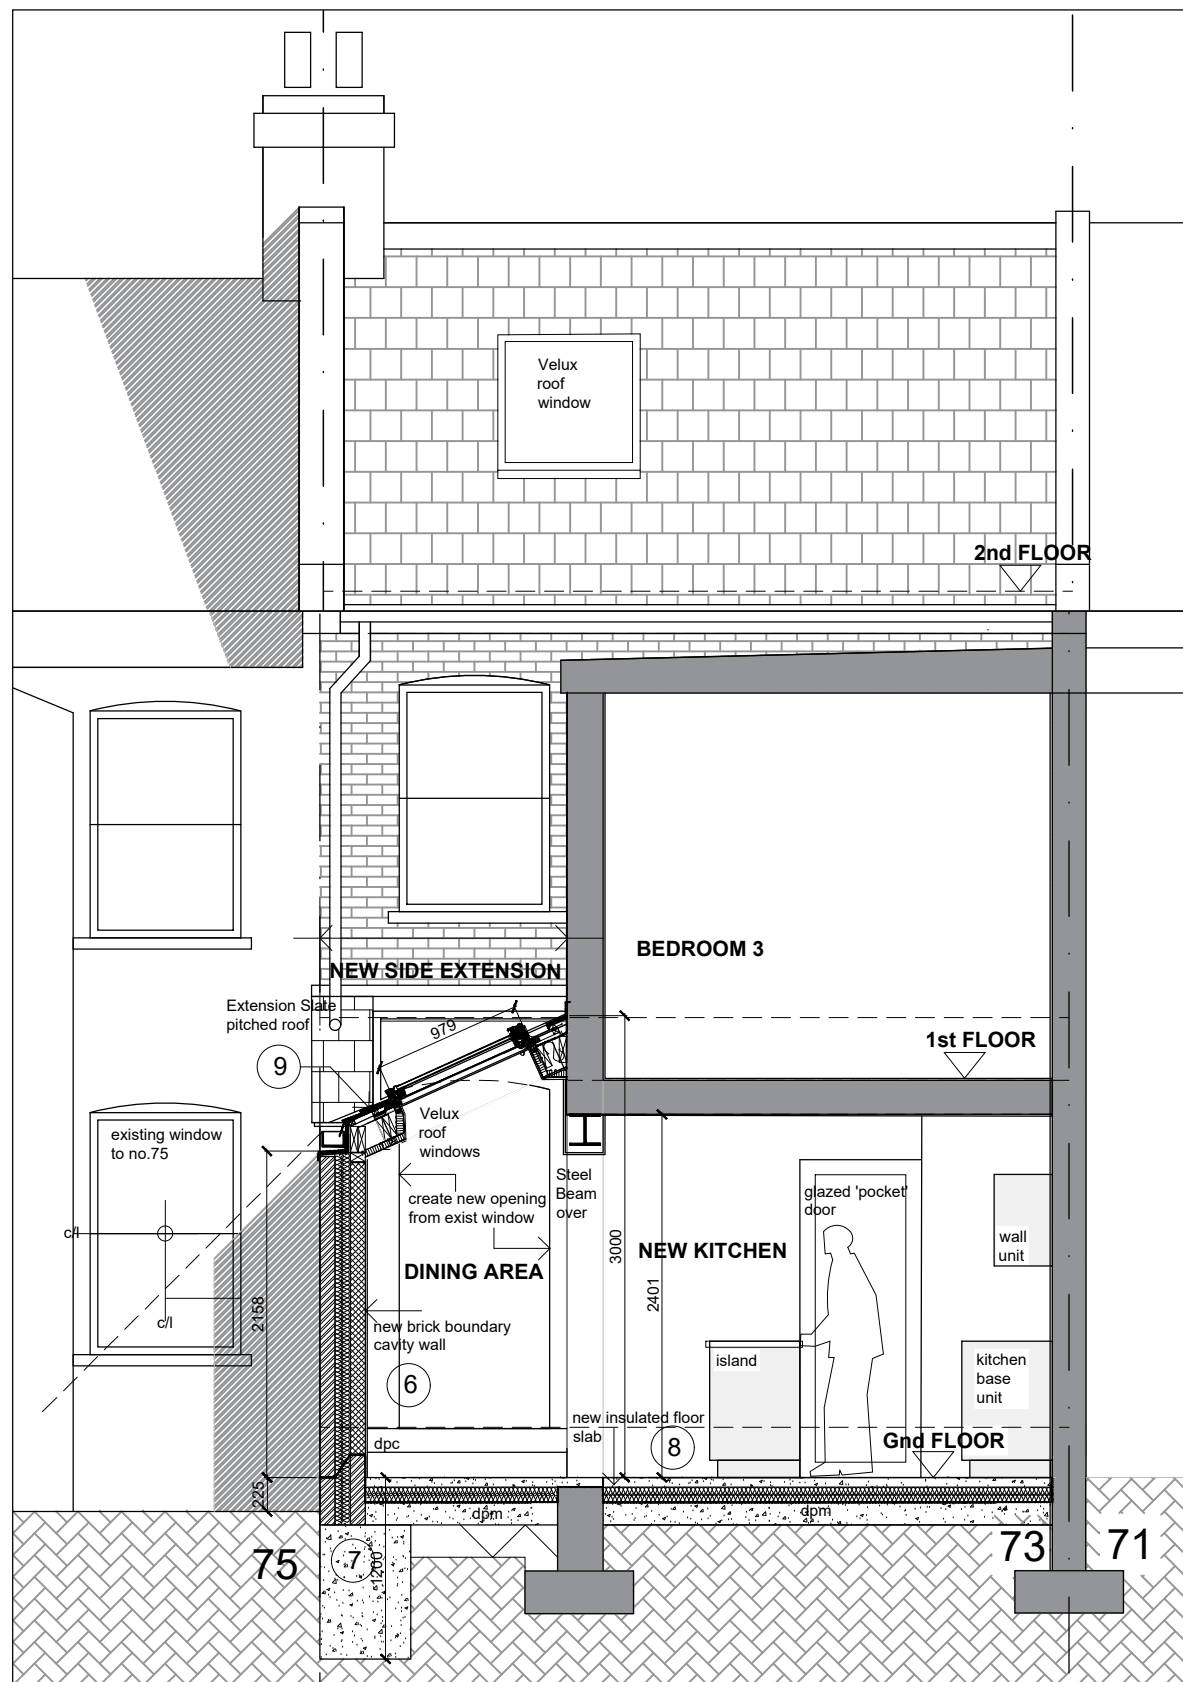 Velux
roof
window
2nd FLOOR
BEDROOM 3
NEW SIDE EXTENSION
Extension Slate
pitched roof
979
1st FLOOR
9
Velux
roof
windows
existing window
to no.75
create new opening
from exist window
Steel
Beam
over
glazed 'pocket'
door
wall
unit
c/l
3000
NEW KITCHEN
DINING AREA
2401
2158
c/l
new brick boundary
cavity wall
island
kitchen
base
unit
6
new insulated floor
slab
8
Gnd FLOOR
dpc
225
dpm
dpm
75
7
1200
73
71